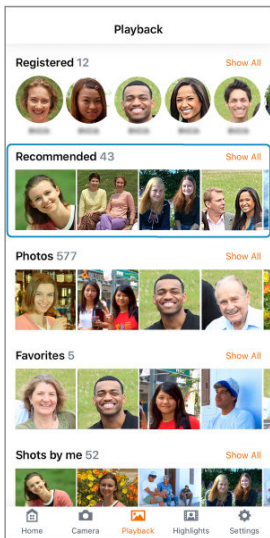 Playback
Registered 12 Show All
Recommended 43 Show All
Photos 577 Show All
Favorites 5 Show All
Shots by me 52 Show All
Home Camera Playback Highlights Settings